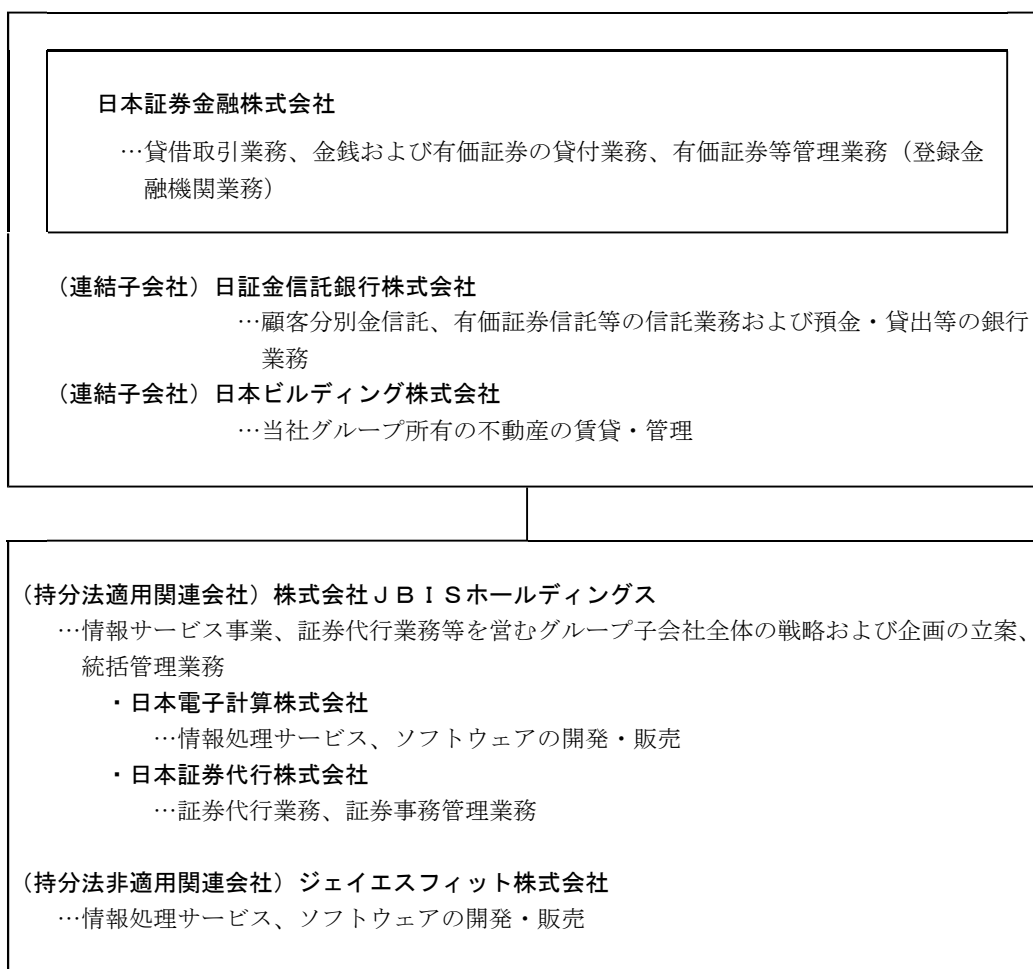 日本証券金融株式会社
…貸借取引業務、金銭および有価証券の貸付業務、有価証券等管理業務（登録金
融機関業務）
（連結子会社）日証金信託銀行株式会社
…顧客分別金信託、有価証券信託等の信託業務および預金・貸出等の銀行
業務
（連結子会社）日本ビルディング株式会社
…当社グループ所有の不動産の賃貸・管理
（持分法適用関連会社）株式会社ＪＢＩＳホールディングス
…情報サービス事業、証券代行業務等を営むグループ子会社全体の戦略および企画の立案、
統括管理業務
・日本電子計算株式会社
…情報処理サービス、ソフトウェアの開発・販売
・日本証券代行株式会社
…証券代行業務、証券事務管理業務
（持分法非適用関連会社）ジェイエスフィット株式会社
…情報処理サービス、ソフトウェアの開発・販売